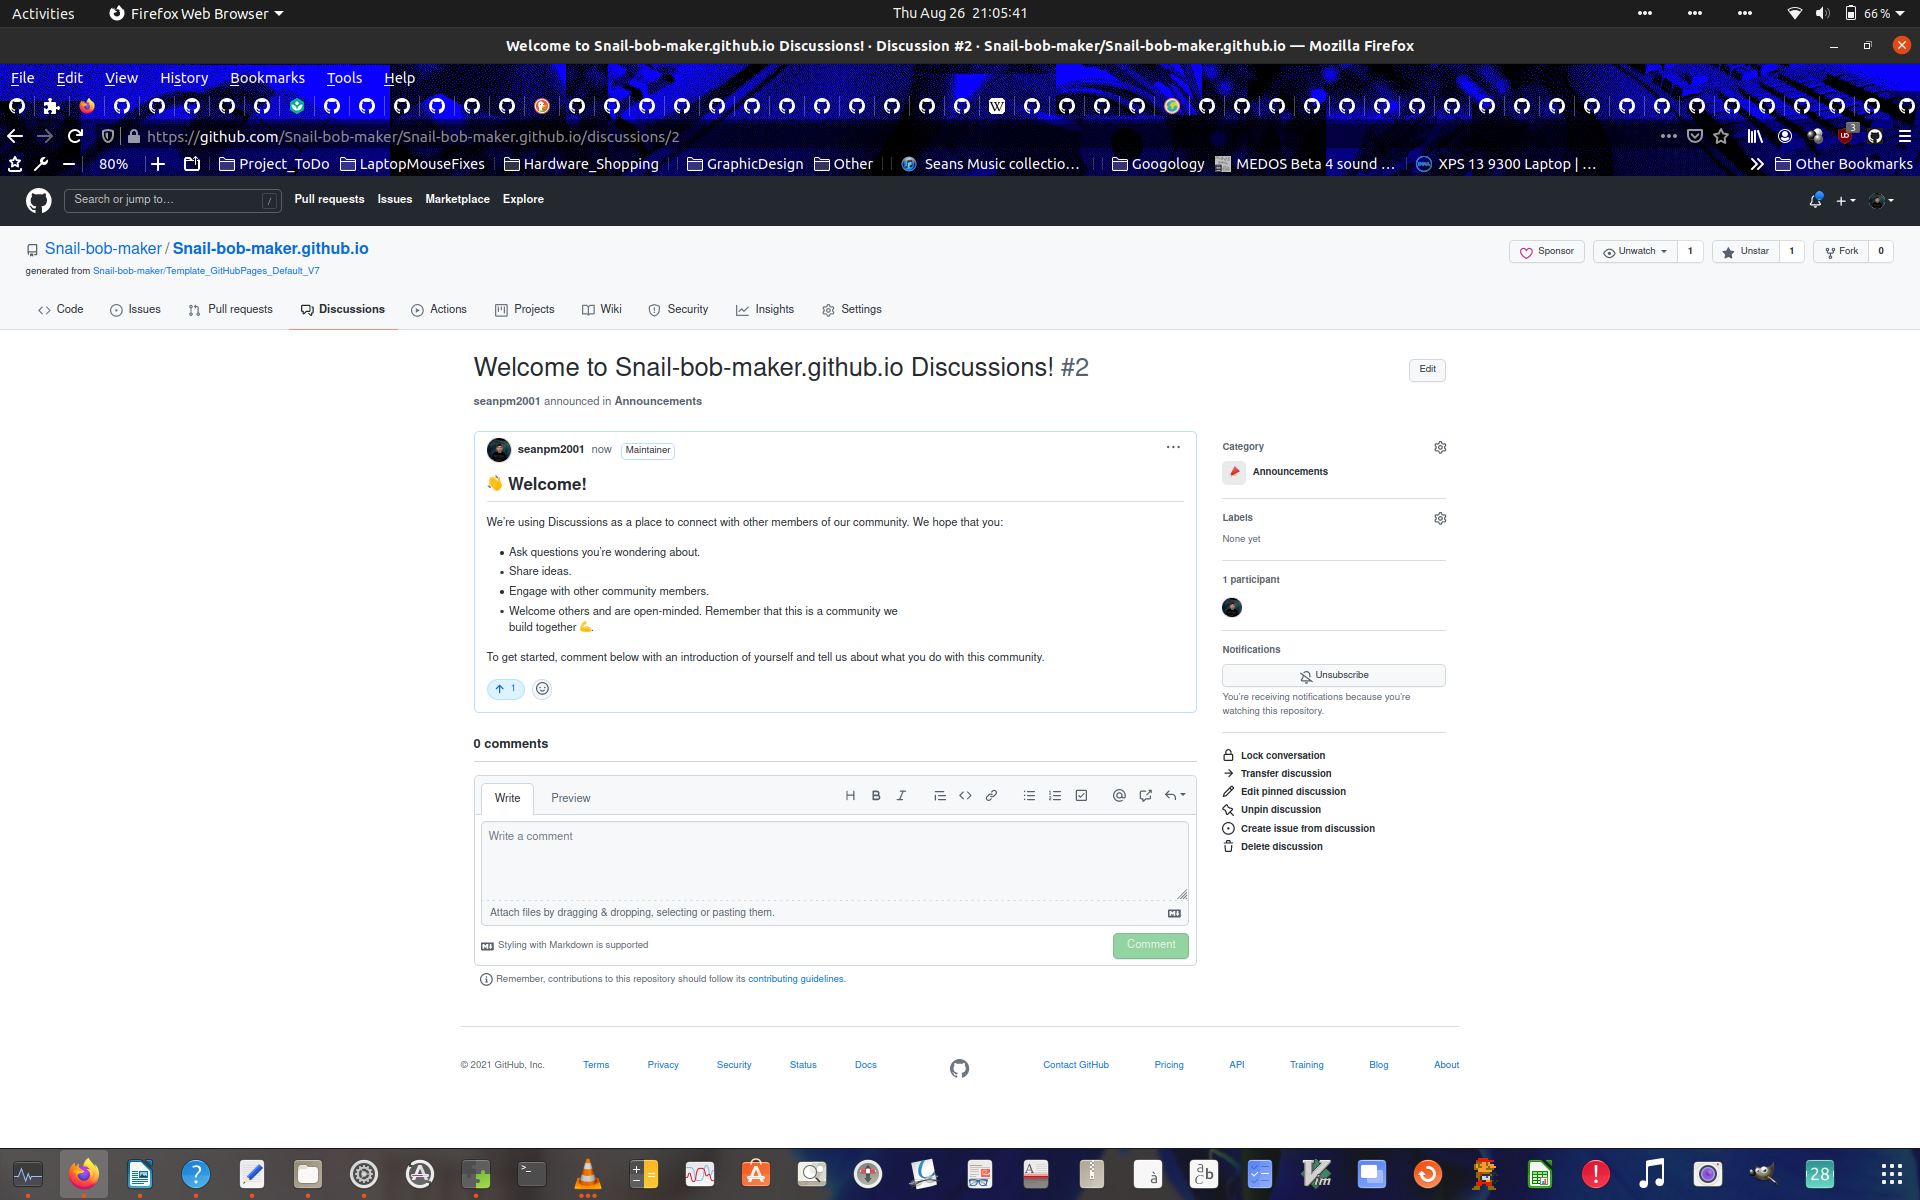 Activities Firefox Web Browser Thu Aug 26 21:05:41 66 %
Welcome to Snail-bob-maker.github.io Discussions! · Discussion #2 · Snail-bob-maker/Snail-bob-maker.github.io — Mozilla Firefox
File Edit View History Bookmarks Tools Help
https://github.com/Snail-bob-maker/Snail-bob-maker.github.io/discussions/2 3
80% Project_ToDo LaptopMouseFixes Hardware_Shopping GraphicDesign Other Seans Music collectio… Googology MEDOS Beta 4 sound … XPS 13 9300 Laptop | … Other Bookmarks
Search or jump to… / Pull requests Issues Marketplace Explore
Snail-bob-maker / Snail-bob-maker.github.io Sponsor Unwatch 1 Unstar 1 Fork 0
generated from Snail-bob-maker/Template_GitHubPages_Default_V7
Code Issues Pull requests Discussions Actions Projects Wiki Security Insights Settings
Welcome to Snail-bob-maker.github.io Discussions! #2
Edit
seanpm2001 announced in Announcements
seanpm2001 now Maintainer
👋 Welcome!
We're using Discussions as a place to connect with other members of our community. We hope that you:
• Ask questions you're wondering about.
• Share ideas.
• Engage with other community members.
• Welcome others and are open-minded. Remember that this is a community we
build together 💪.
To get started, comment below with an introduction of yourself and tell us about what you do with this community.
1
Category
Announcements
Labels
None yet
1 participant
Notifications
Unsubscribe
You're receiving notifications because you're
watching this repository.
Lock conversation
Transfer discussion
Edit pinned discussion
Unpin discussion
Create issue from discussion
Delete discussion
0 comments
Write Preview
Write a comment
Attach files by dragging & dropping, selecting or pasting them.
Styling with Markdown is supported Comment
Remember, contributions to this repository should follow its contributing guidelines.
© 2021 GitHub, Inc. Terms Privacy Security Status Docs Contact GitHub Pricing API Training Blog About
28